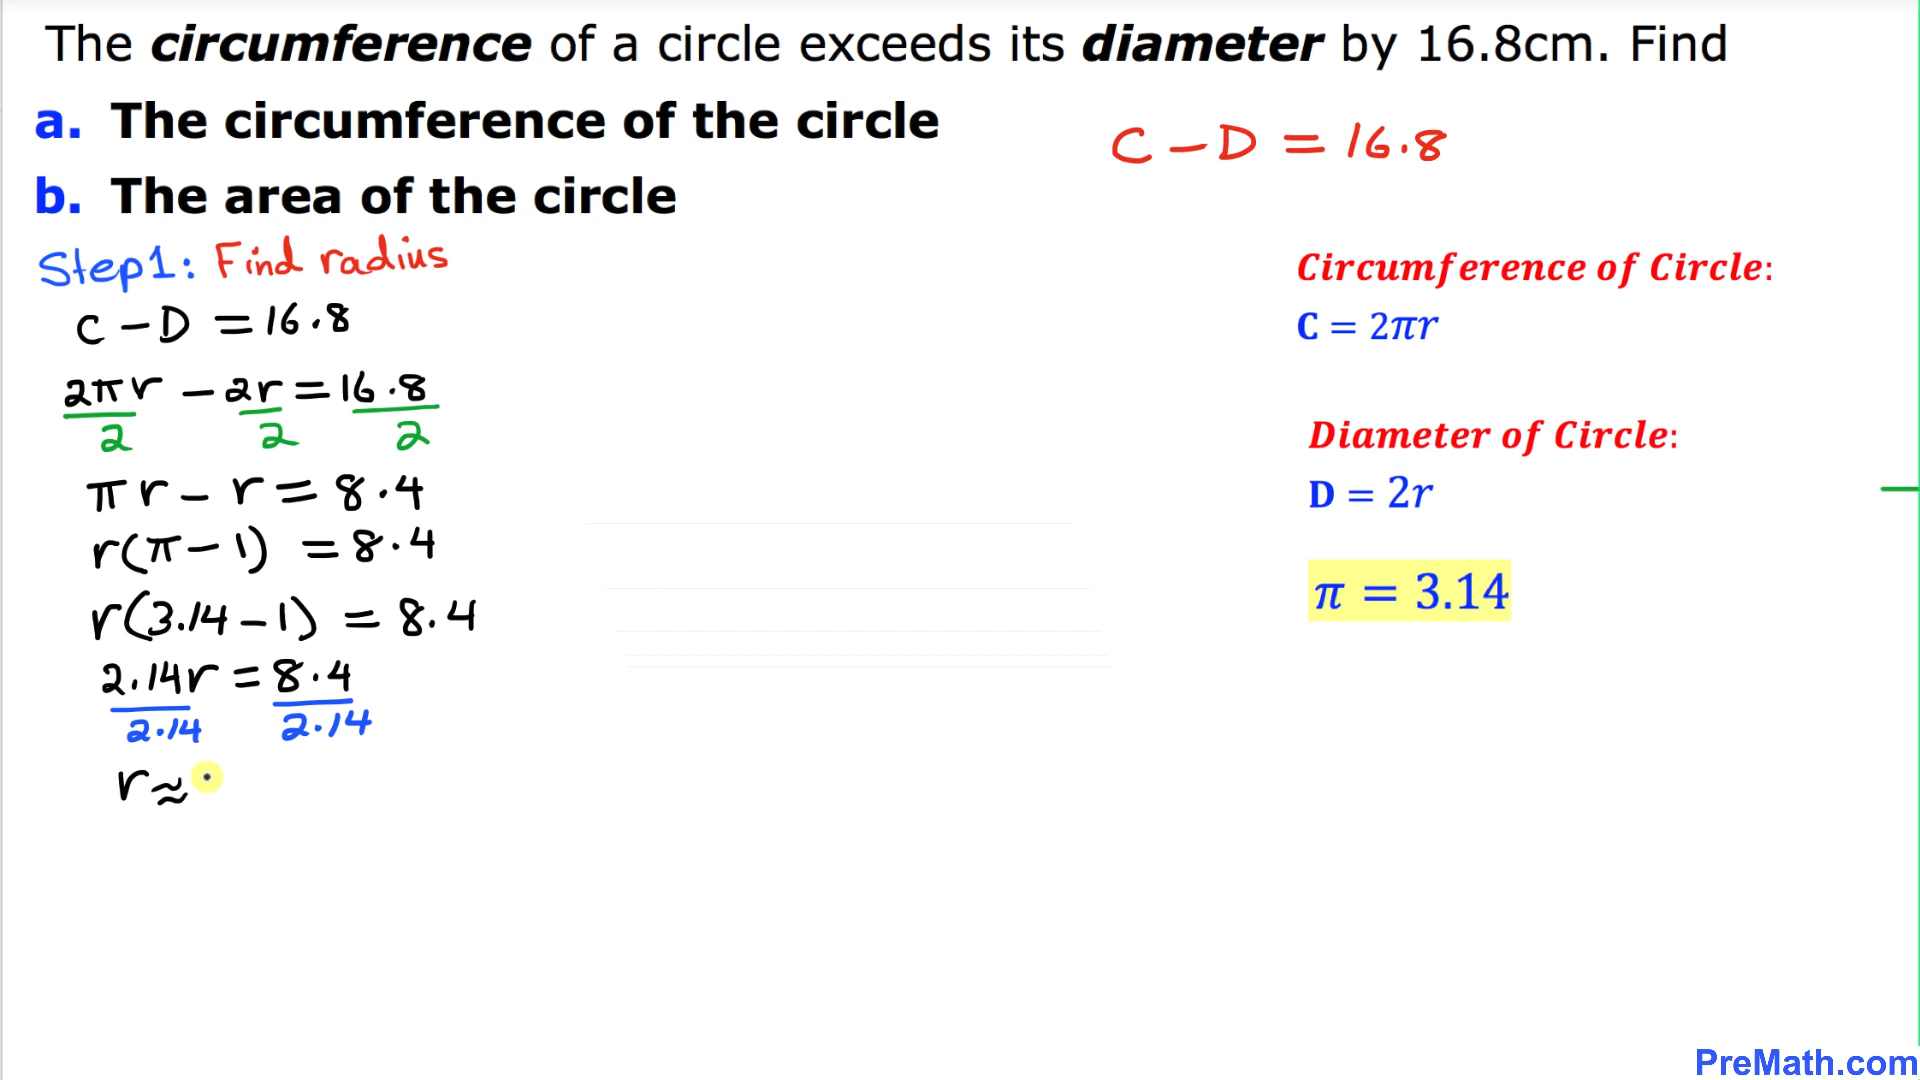 The circumference of a circle exceeds its diameter by 16.8cm. Find
a. The circumference of the circle
b. The area of the circle
C - D = 16.8
Step1: Find radius
C - D = 16.8
2πr - 2r = 16.8
2 2 2
πr - r = 8.4
r(π - 1) = 8.4
r(3.14 - 1) = 8.4
2.14r = 8.4
2.14 2.14
r ≈
Circumference of Circle:
C = 2πr
Diameter of Circle:
D = 2r
π = 3.14
PreMath.com